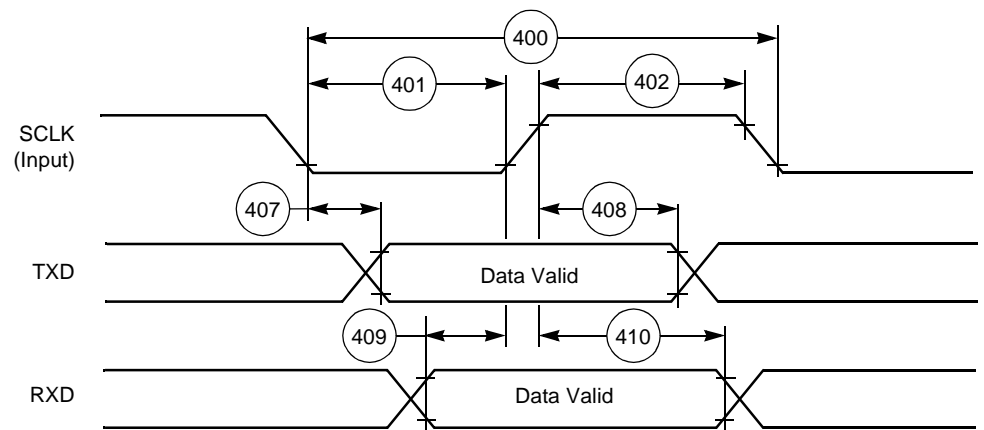 400
401
402
SCLK
(Input)
407
408
TXD
Data Valid
409
410
RXD
Data Valid